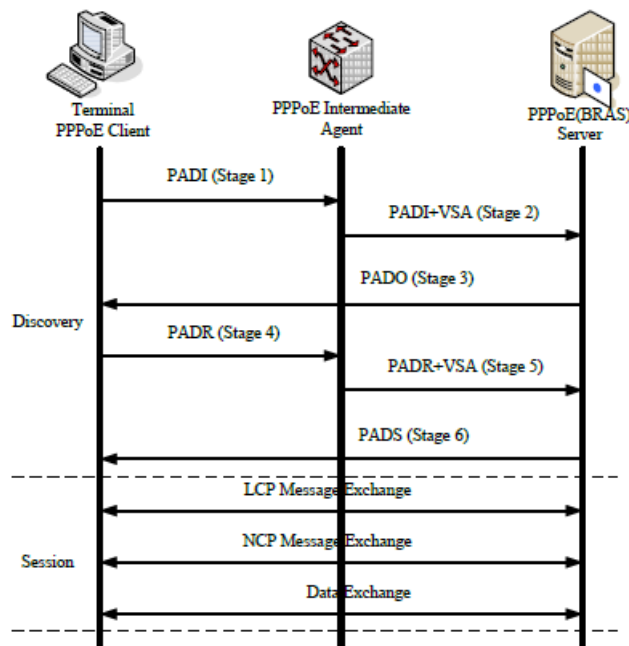 Terminal
PPPoE Client
PPPoE Intermediate
Agent
PPPoE(BRAS)
Server
PADI (Stage 1)
PADI+VSA (Stage 2)
PADO (Stage 3)
Discovery
PADR (Stage 4)
PADR+VSA (Stage 5)
PADS (Stage 6)
LCP Message Exchange
NCP Message Exchange
Session
Data Exchange